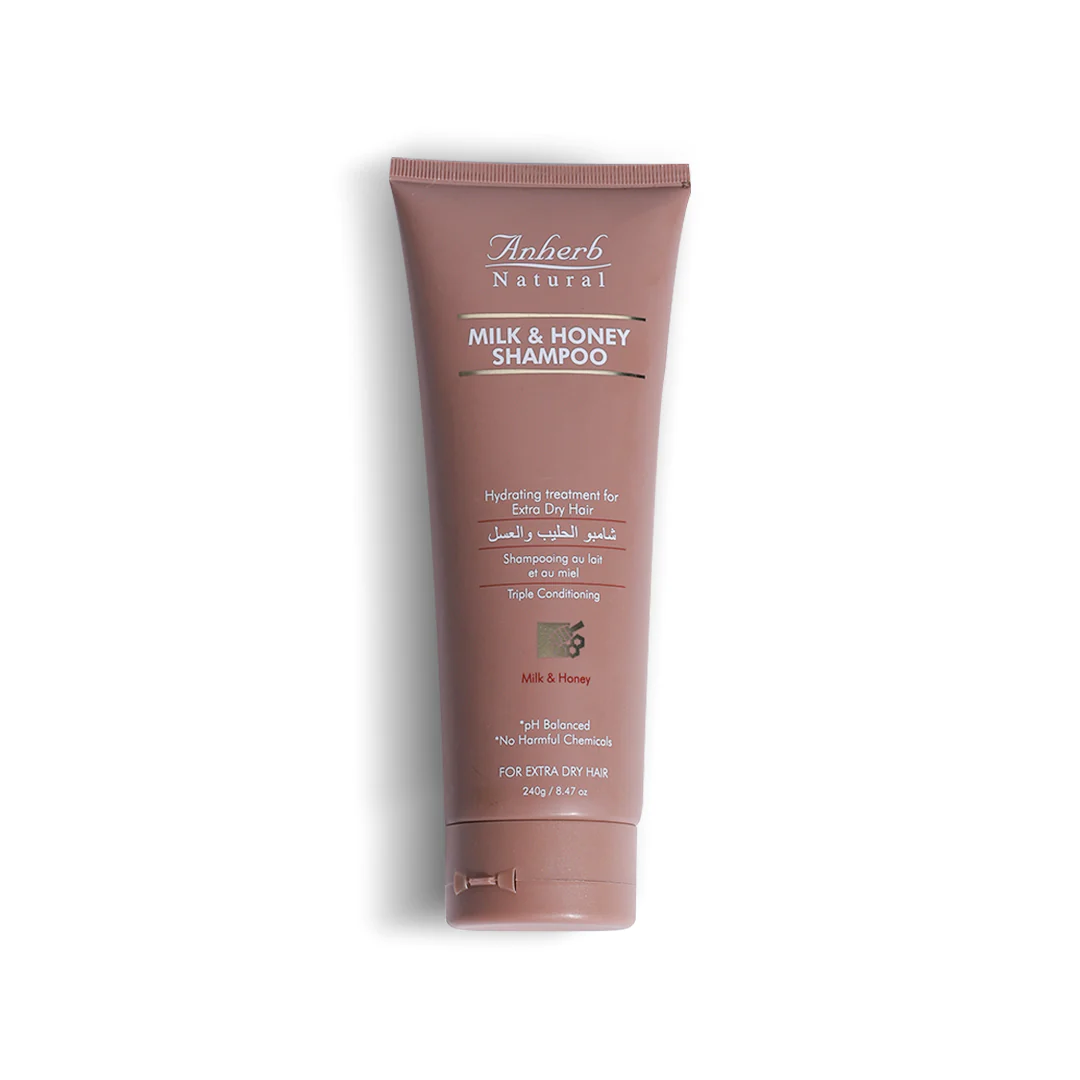 Anherb
Natural
MILK & HONEY
SHAMPOO
Hydrating treatment for
Extra Dry Hair
شامبو الحليب والعسل
Shampooing au lait
et au miel
Triple Conditioning
Milk & Honey
*pH Balanced
*No Harmful Chemicals
FOR EXTRA DRY HAIR
240g / 8.47 oz